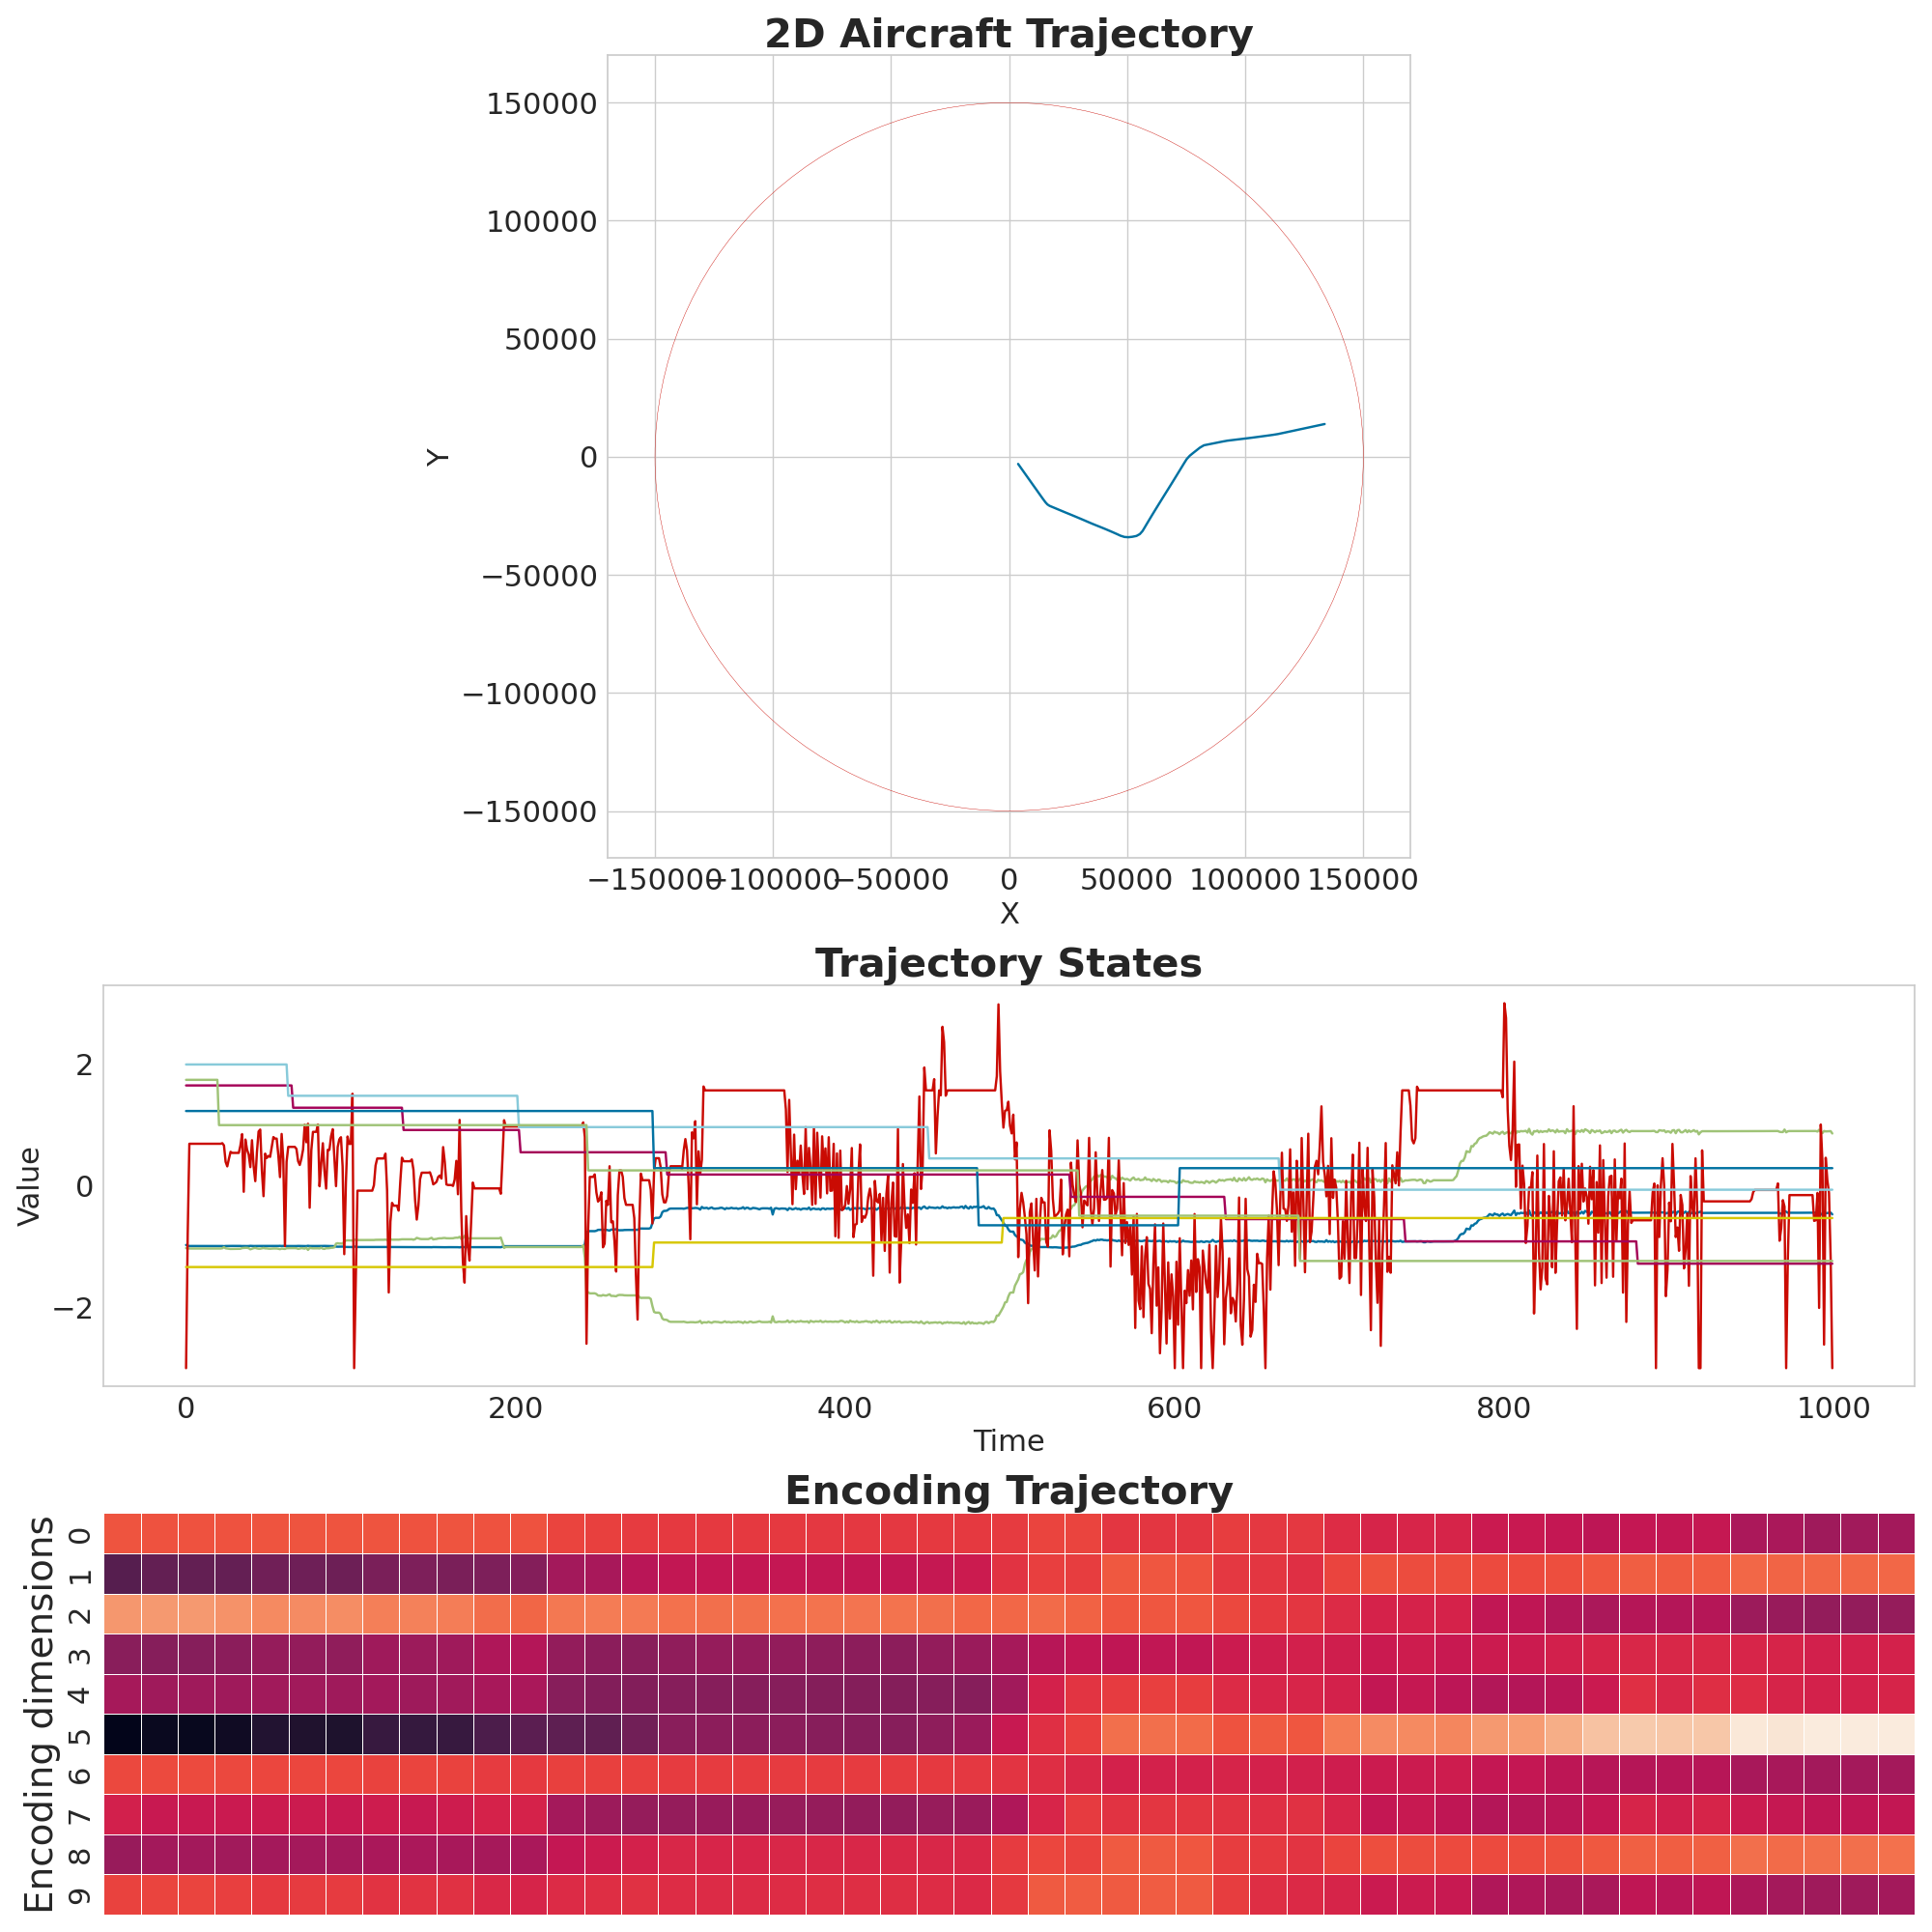 2D Aircraft Trajectory
150000
100000
50000
0
−50000
−100000
−150000
Y
−150000 −100000 −50000 0 50000 100000 150000
X
Trajectory States
2
0
−2
Value
0 200 400 600 800 1000
Time
Encoding Trajectory
Encoding dimensions
0
1
2
3
4
5
6
7
8
9